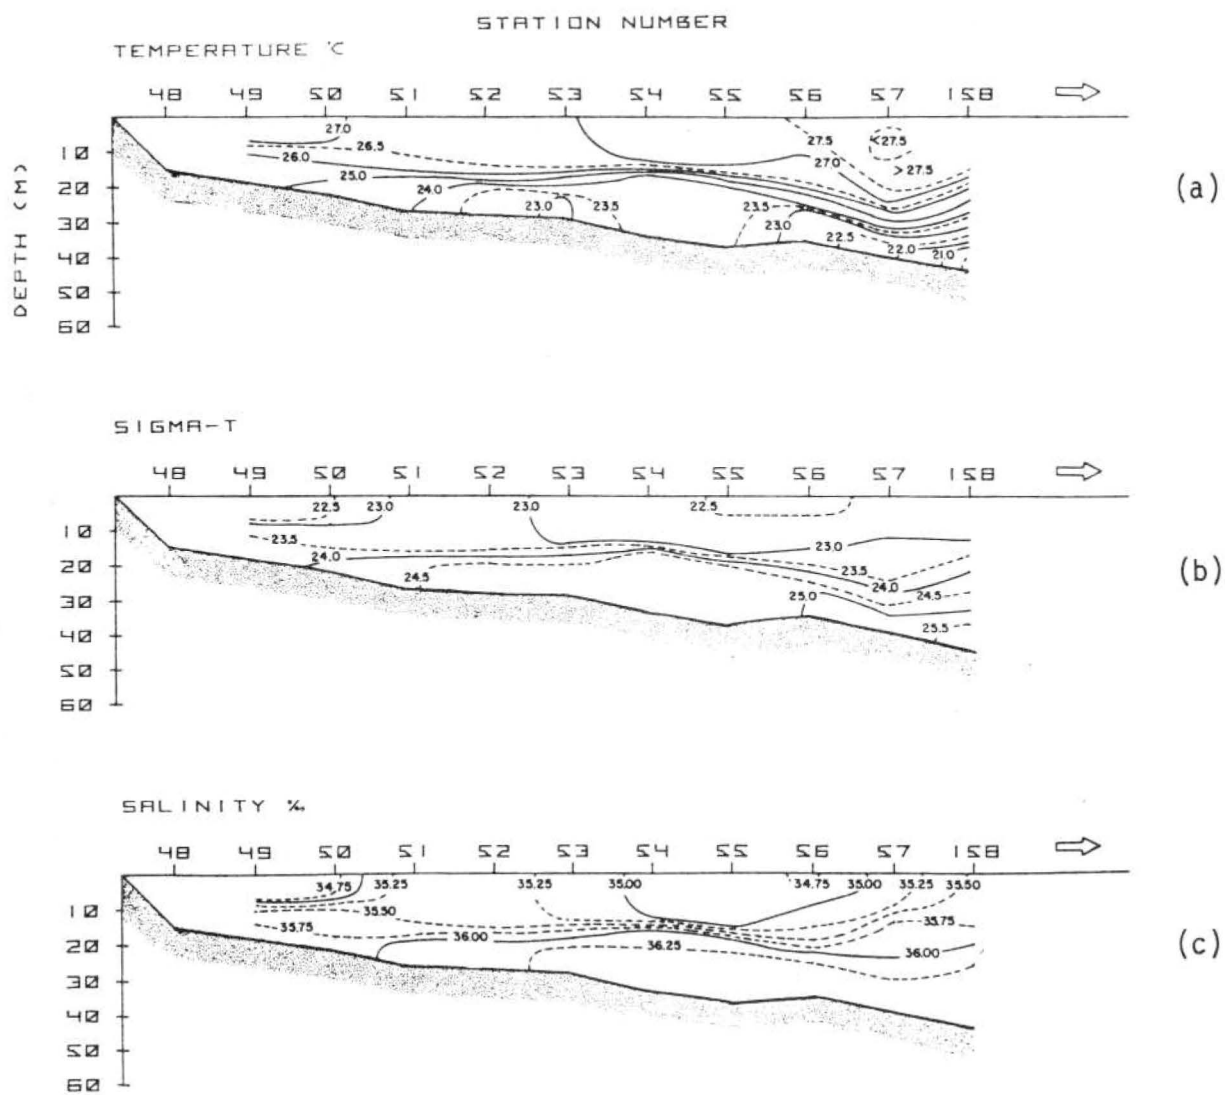 STATION NUMBER
TEMPERATURE °C
48 49 50 51 52 53 54 55 56 57 158
27.0 26.5 26.0 25.0 24.0 23.0 23.5 23.5 23.0 22.5 22.0 21.0 27.0 27.5 <27.5 >27.5
10
20
30
40
50
60
DEPTH (M)
(a)
SIGMA-T
48 49 50 51 52 53 54 55 56 57 158
22.5 23.0 23.0 22.5
23.5 24.0 24.5 23.0 23.5 24.0 24.5 25.0 25.5
10
20
30
40
50
60
(b)
SALINITY ‰
48 49 50 51 52 53 54 55 56 57 158
34.75 35.25 35.25 35.00 34.75 35.00 35.25 35.50
35.50 35.75 36.00 36.25 35.75 36.00
10
20
30
40
50
60
(c)